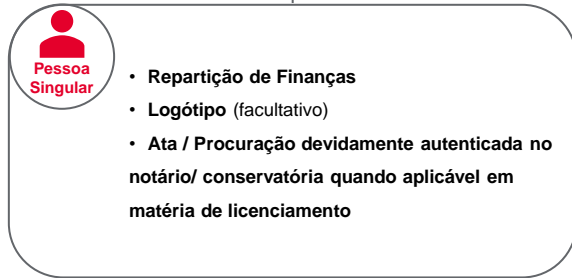 Pessoa
Singular
• Repartição de Finanças
• Logótipo (facultativo)
• Ata / Procuração devidamente autenticada no
notário/ conservatória quando aplicável em
matéria de licenciamento